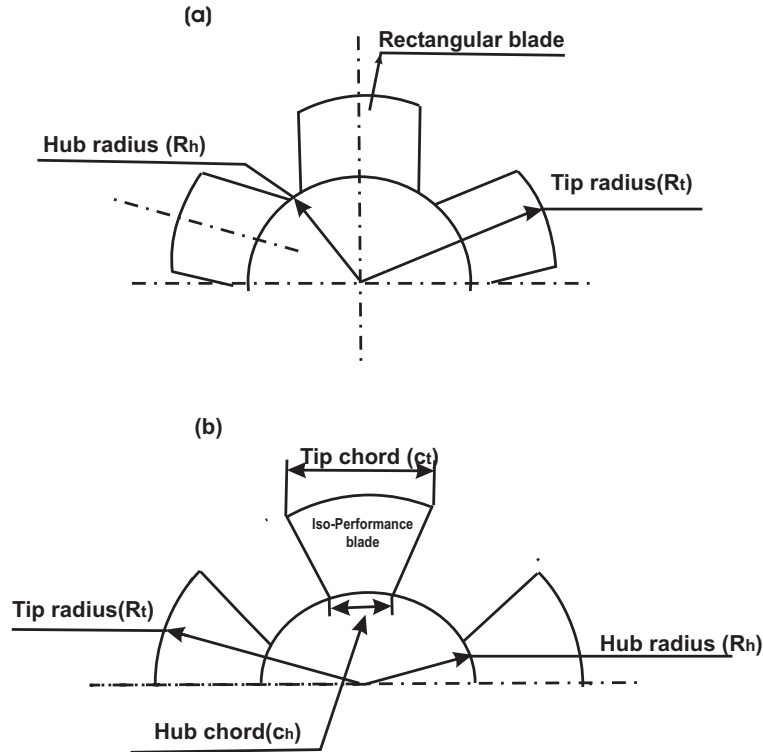 (a)
Rectangular blade
Hub radius (Rh)
Tip radius(Rt)
(b)
Tip chord (ct)
Iso-Performance
blade
Tip radius(Rt)
Hub radius (Rh)
Hub chord(ch)